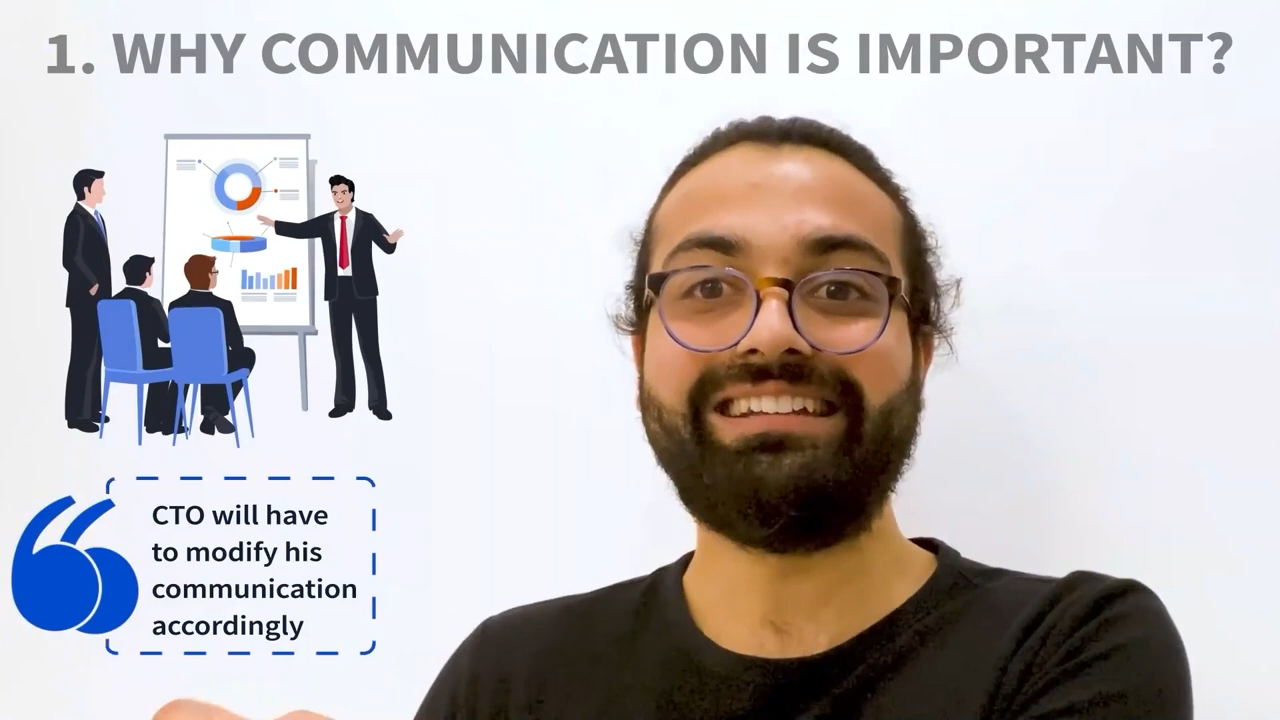 1. WHY COMMUNICATION IS IMPORTANT?
CTO will have
to modify his
communication
accordingly